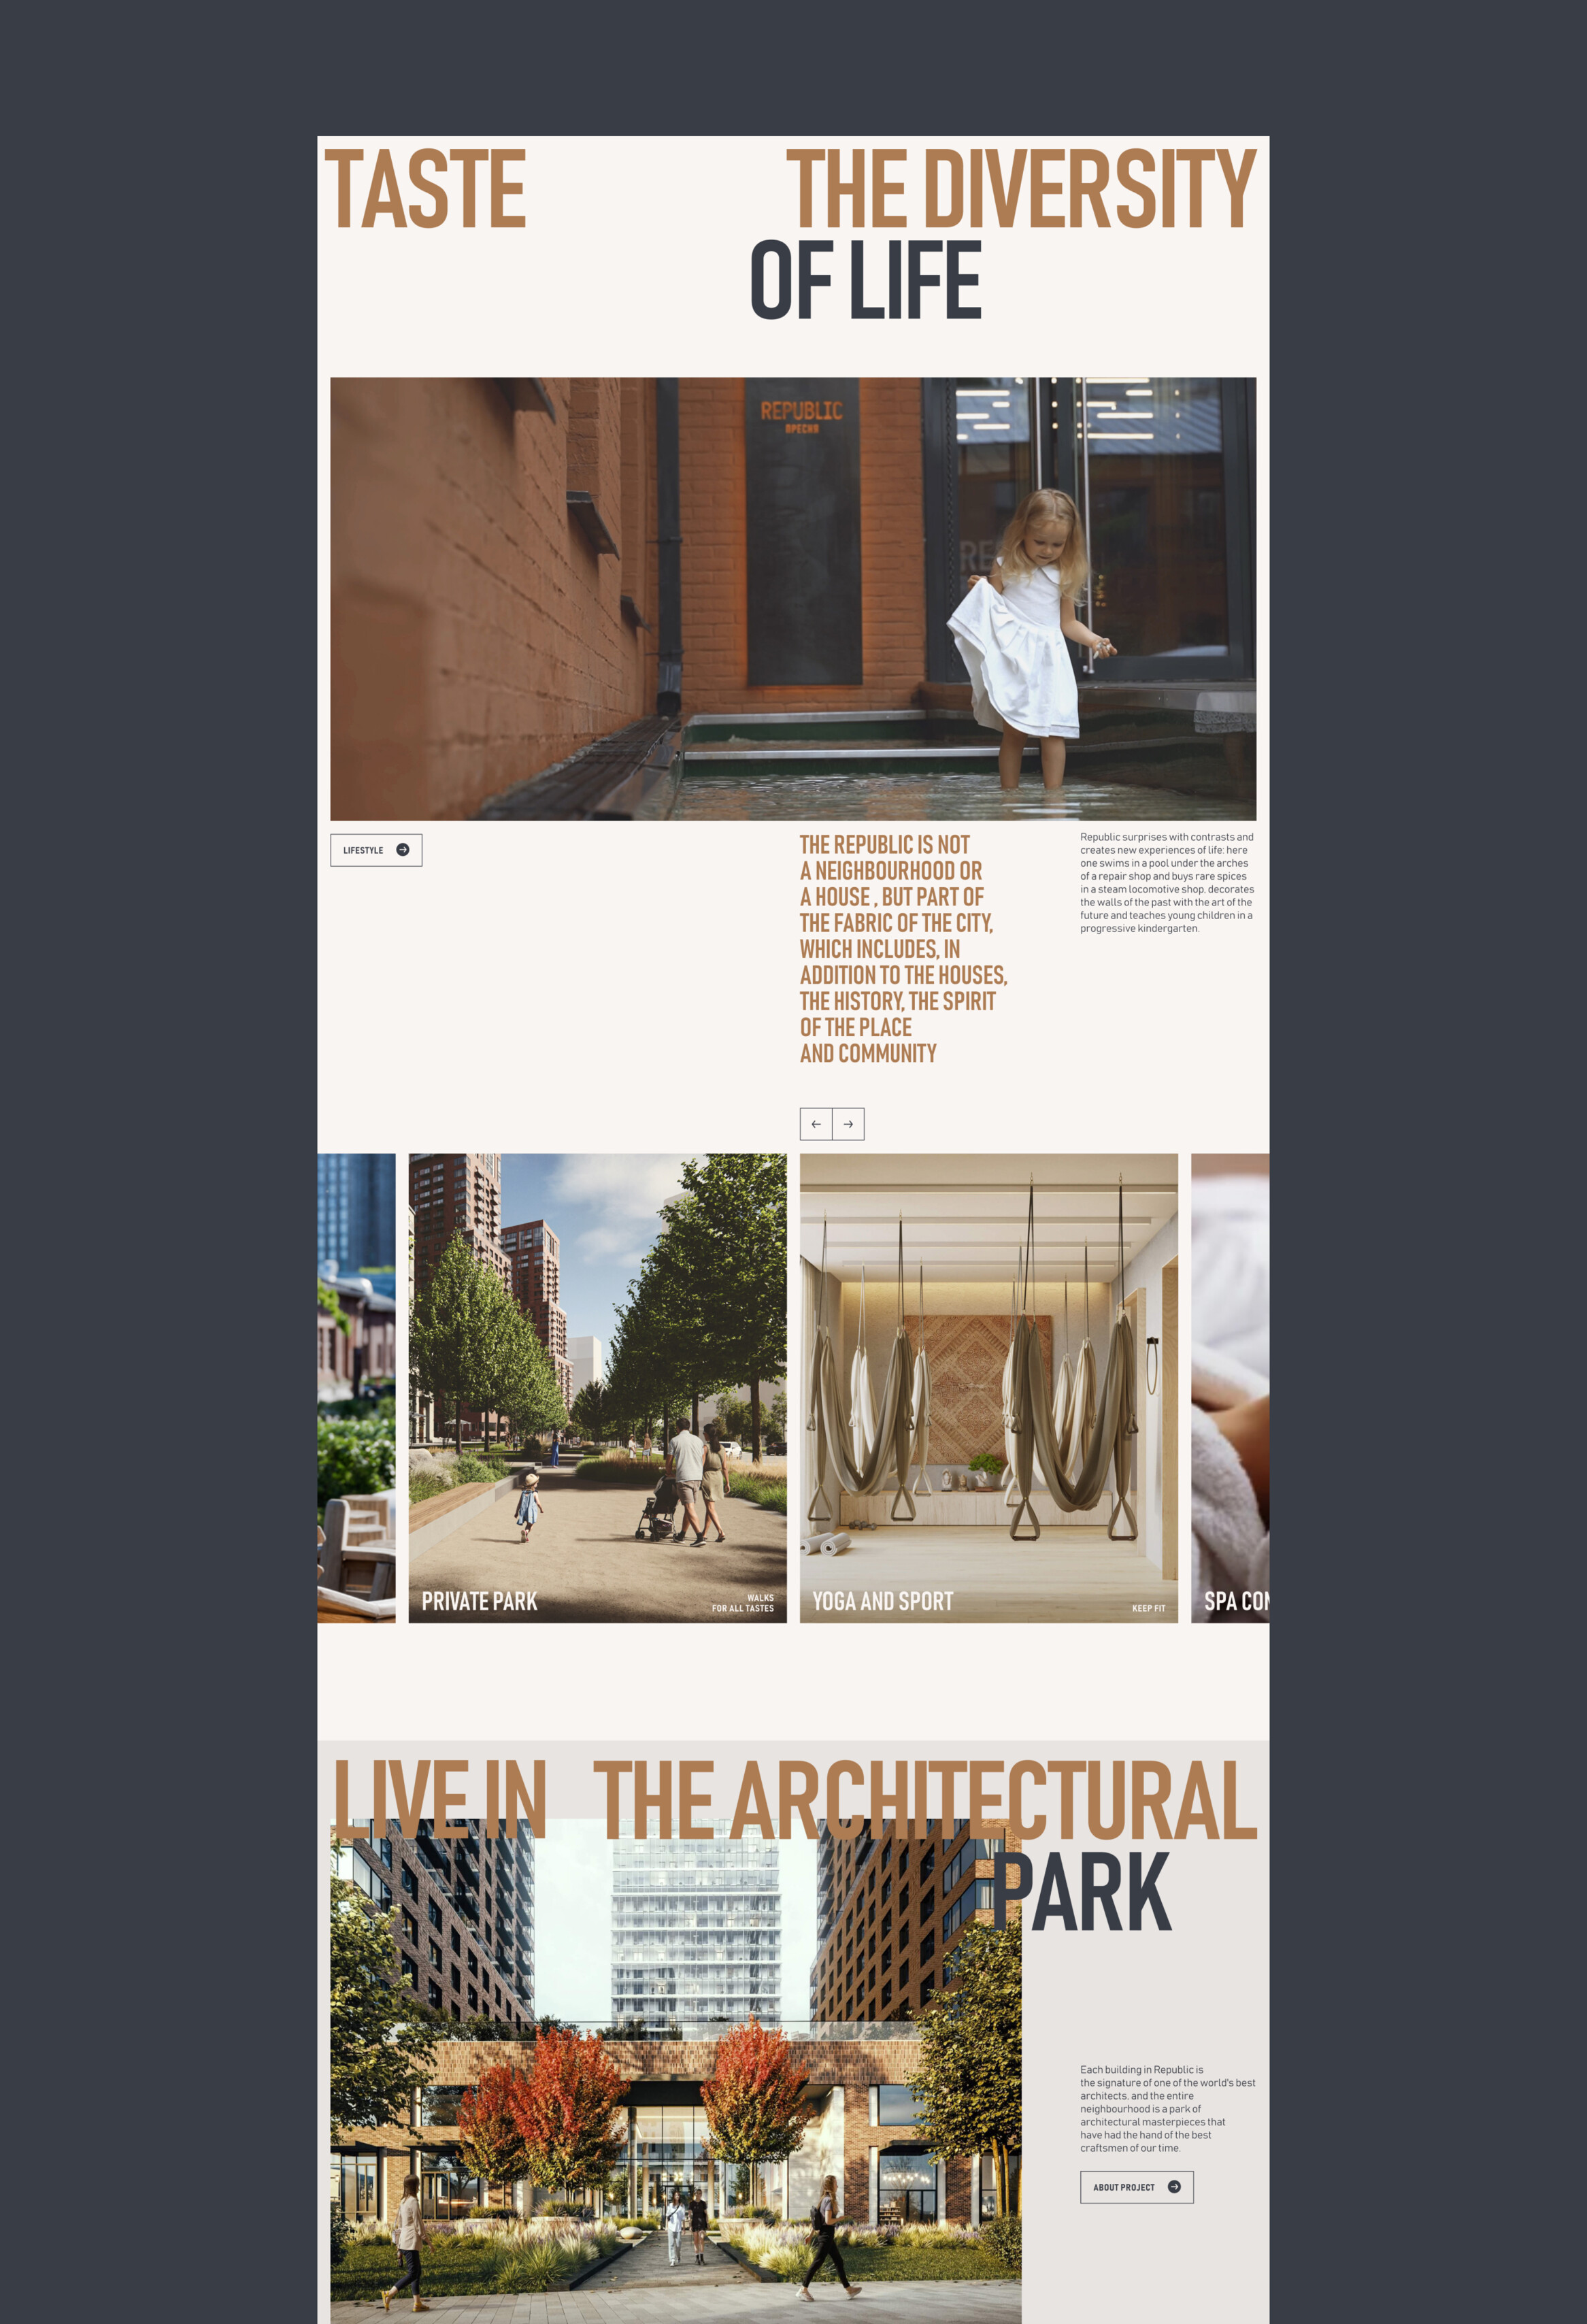 TASTE THE DIVERSITY
OF LIFE
REPUBLIC
ПРЕСНЯ
RE
LIFESTYLE
THE REPUBLIC IS NOT
A NEIGHBOURHOOD OR
A HOUSE , BUT PART OF
THE FABRIC OF THE CITY,
WHICH INCLUDES, IN
ADDITION TO THE HOUSES,
THE HISTORY, THE SPIRIT
OF THE PLACE
AND COMMUNITY
Republic surprises with contrasts and
creates new experiences of life: here
one swims in a pool under the arches
of a repair shop and buys rare spices
in a steam locomotive shop, decorates
the walls of the past with the art of the
future and teaches young children in a
progressive kindergarten.
PRIVATE PARK
WALKS
FOR ALL TASTES
YOGA AND SPORT
KEEP FIT
SPA CO
LIVE IN THE ARCHITECTURAL
PARK
Each building in Republic is
the signature of one of the world's best
architects, and the entire
neighbourhood is a park of
architectural masterpieces that
have had the hand of the best
craftsmen of our time.
ABOUT PROJECT